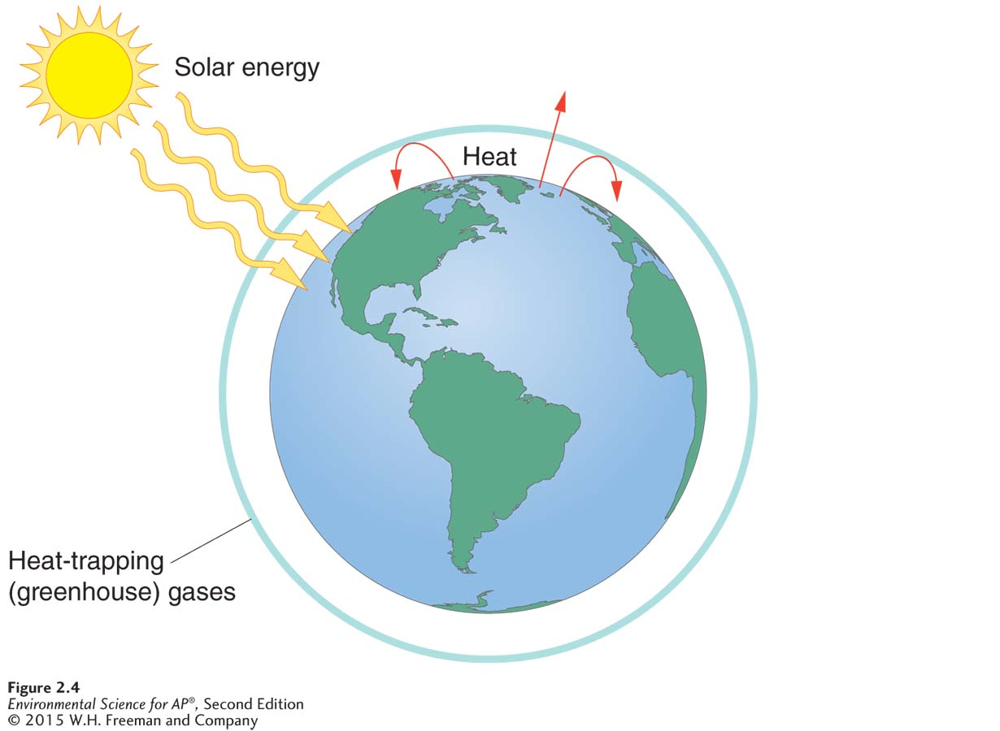 Solar energy
Heat
Heat-trapping
(greenhouse) gases
Figure 2.4
Environmental Science for AP®, Second Edition
© 2015 W.H. Freeman and Company